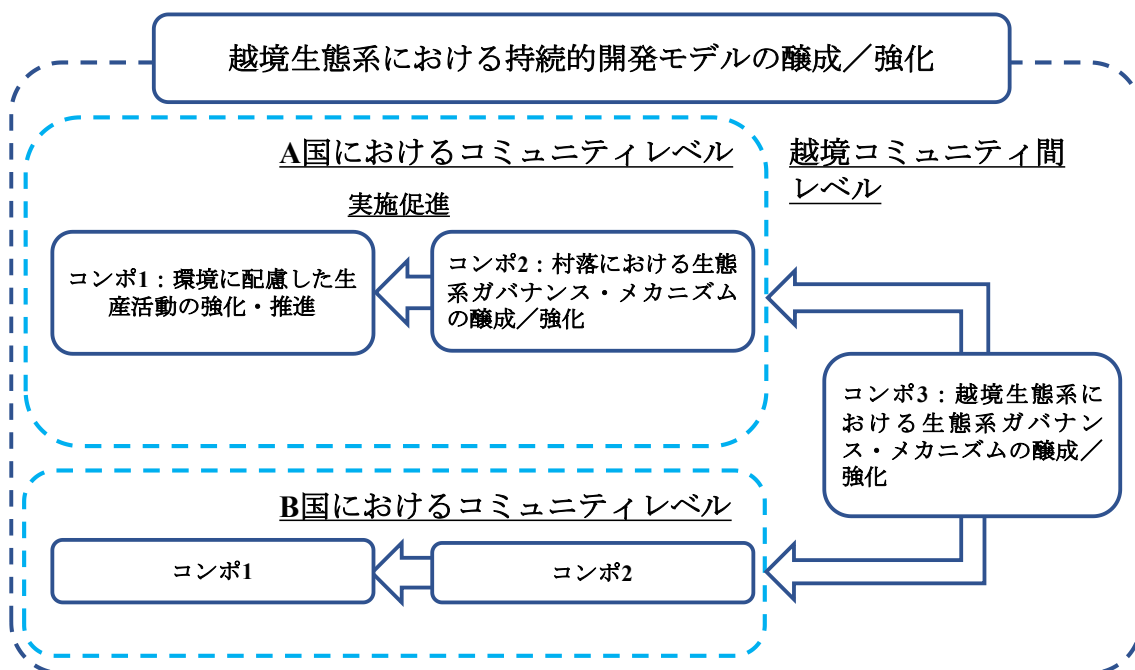 越境生態系における持続的開発モデルの醸成／強化
A国におけるコミュニティレベル
越境コミュニティ間
レベル
実施促進
コンポ1：環境に配慮した生
産活動の強化・推進
コンポ2：村落における生態
系ガバナンス・メカニズム
の醸成／強化
コンポ3：越境生態系に
おける生態系ガバナン
ス・メカニズムの醸成／
強化
B国におけるコミュニティレベル
コンポ1
コンポ2